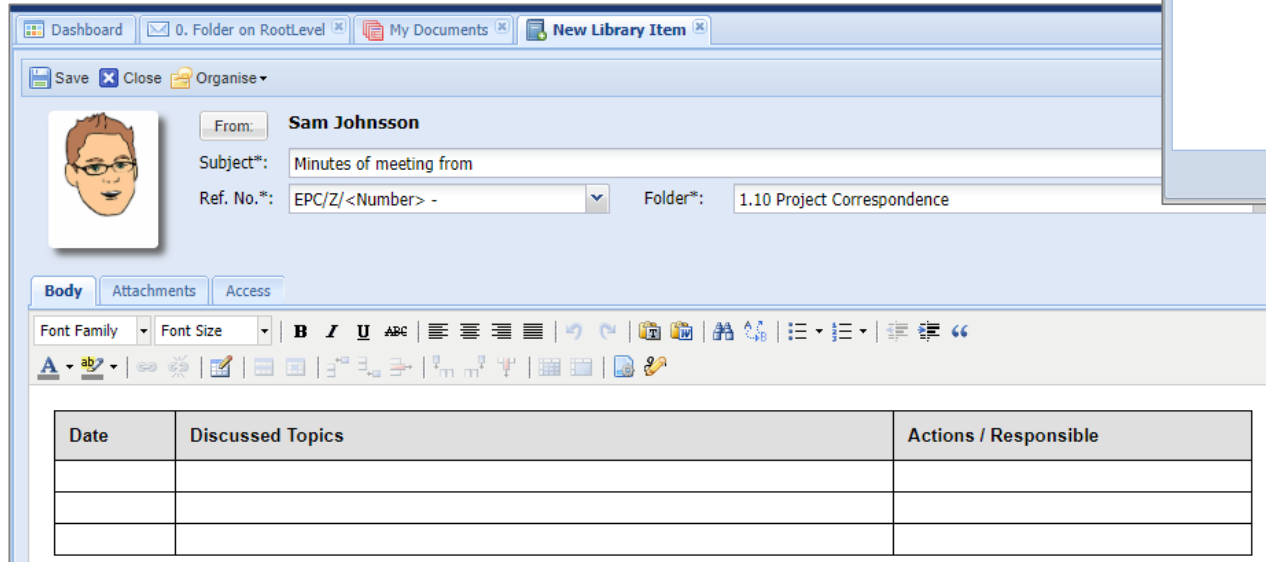 Dashboard 0. Folder on RootLevel My Documents New Library Item
Save Close Organise
From: Sam Johnsson
Subject*: Minutes of meeting from
Ref. No.*: EPC/Z/<Number> - Folder*: 1.10 Project Correspondence
Body Attachments Access
Font Family Font Size B I U ABC
A ab
Date Discussed Topics Actions / Responsible